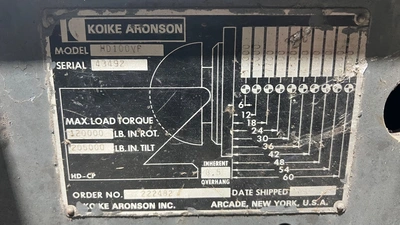 KOIKE ARONSON
MODEL HD100VP
SERIAL 43492
MAX. LOAD TORQUE
120000 LB. IN. ROT.
200000 LB. IN. TILT
HD-CP
INHERENT
OVERHANG
6
12
18
24
30
36
42
48
54
60
ORDER NO.
DATE SHIPPED
KOIKE ARONSON INC. ARCADE, NEW YORK, U.S.A.